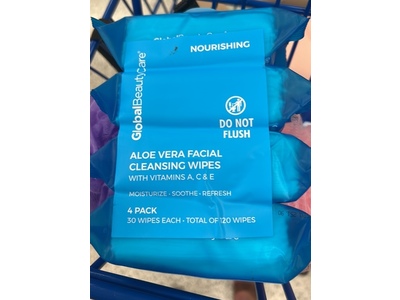 NOURISHING
GlobalBeautyCare
DO NOT
FLUSH
ALOE VERA FACIAL
CLEANSING WIPES
WITH VITAMINS A, C & E
MOISTURIZE - SOOTHE - REFRESH
4 PACK
30 WIPES EACH - TOTAL OF 120 WIPES